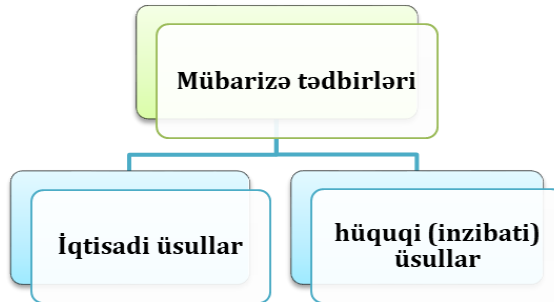 Mübarizə tədbirləri
İqtisadi üsullar
hüquqi (inzibati)
üsullar